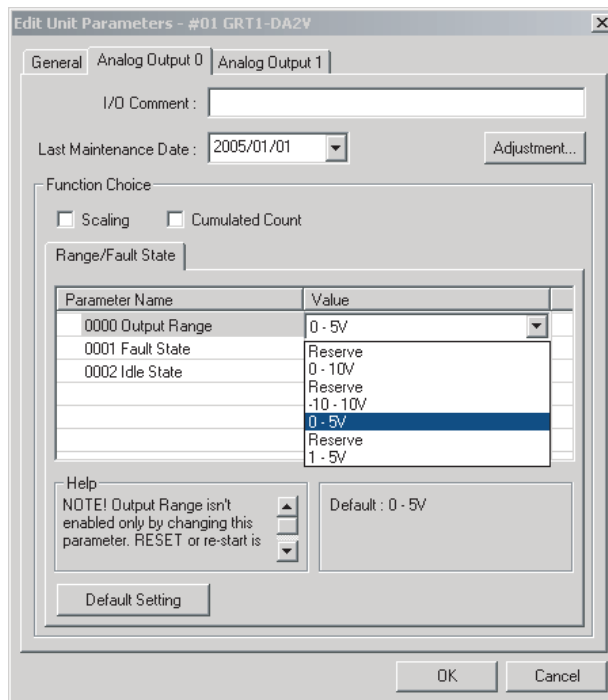 Edit Unit Parameters - #01 GRT1-DA2V
General Analog Output 0 Analog Output 1
I/O Comment :
Last Maintenance Date : 2005/01/01 Adjustment...
Function Choice
Scaling Cumulated Count
Range/Fault State
Parameter Name Value
0000 Output Range 0 - 5V
0001 Fault State
0002 Idle State
Reserve
0 - 10V
Reserve
-10 - 10V
0 - 5V
Reserve
1 - 5V
Help
NOTE! Output Range isn't
enabled only by changing this
parameter. RESET or re-start is
Default : 0 - 5V
Default Setting
OK Cancel